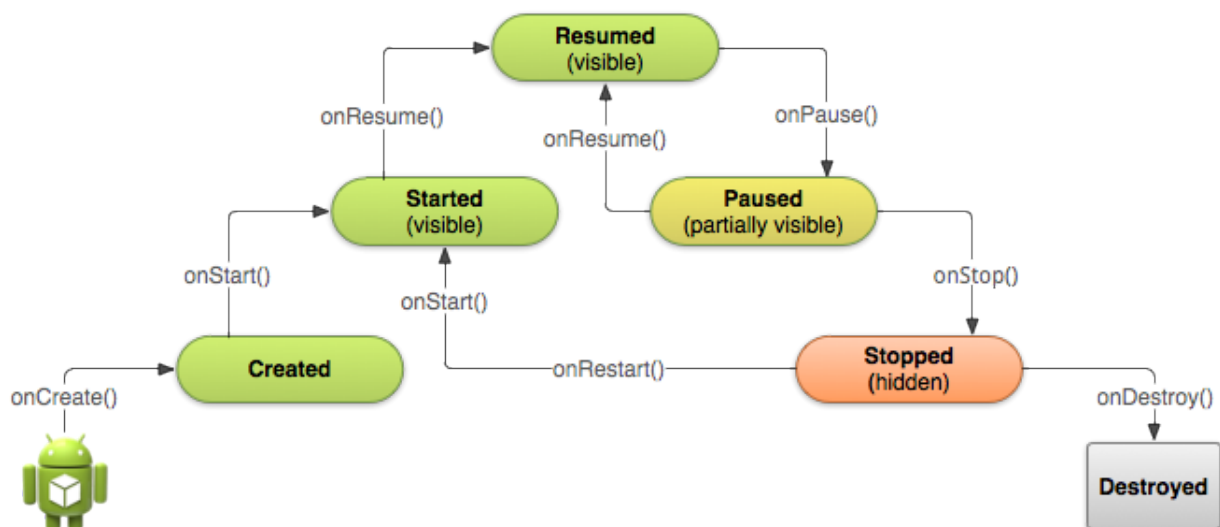 Resumed
(visible)
onResume()
onResume()
onPause()
Started
(visible)
Paused
(partially visible)
onStart()
onStart()
onStop()
Created
onRestart()
Stopped
(hidden)
onCreate()
onDestroy()
Destroyed